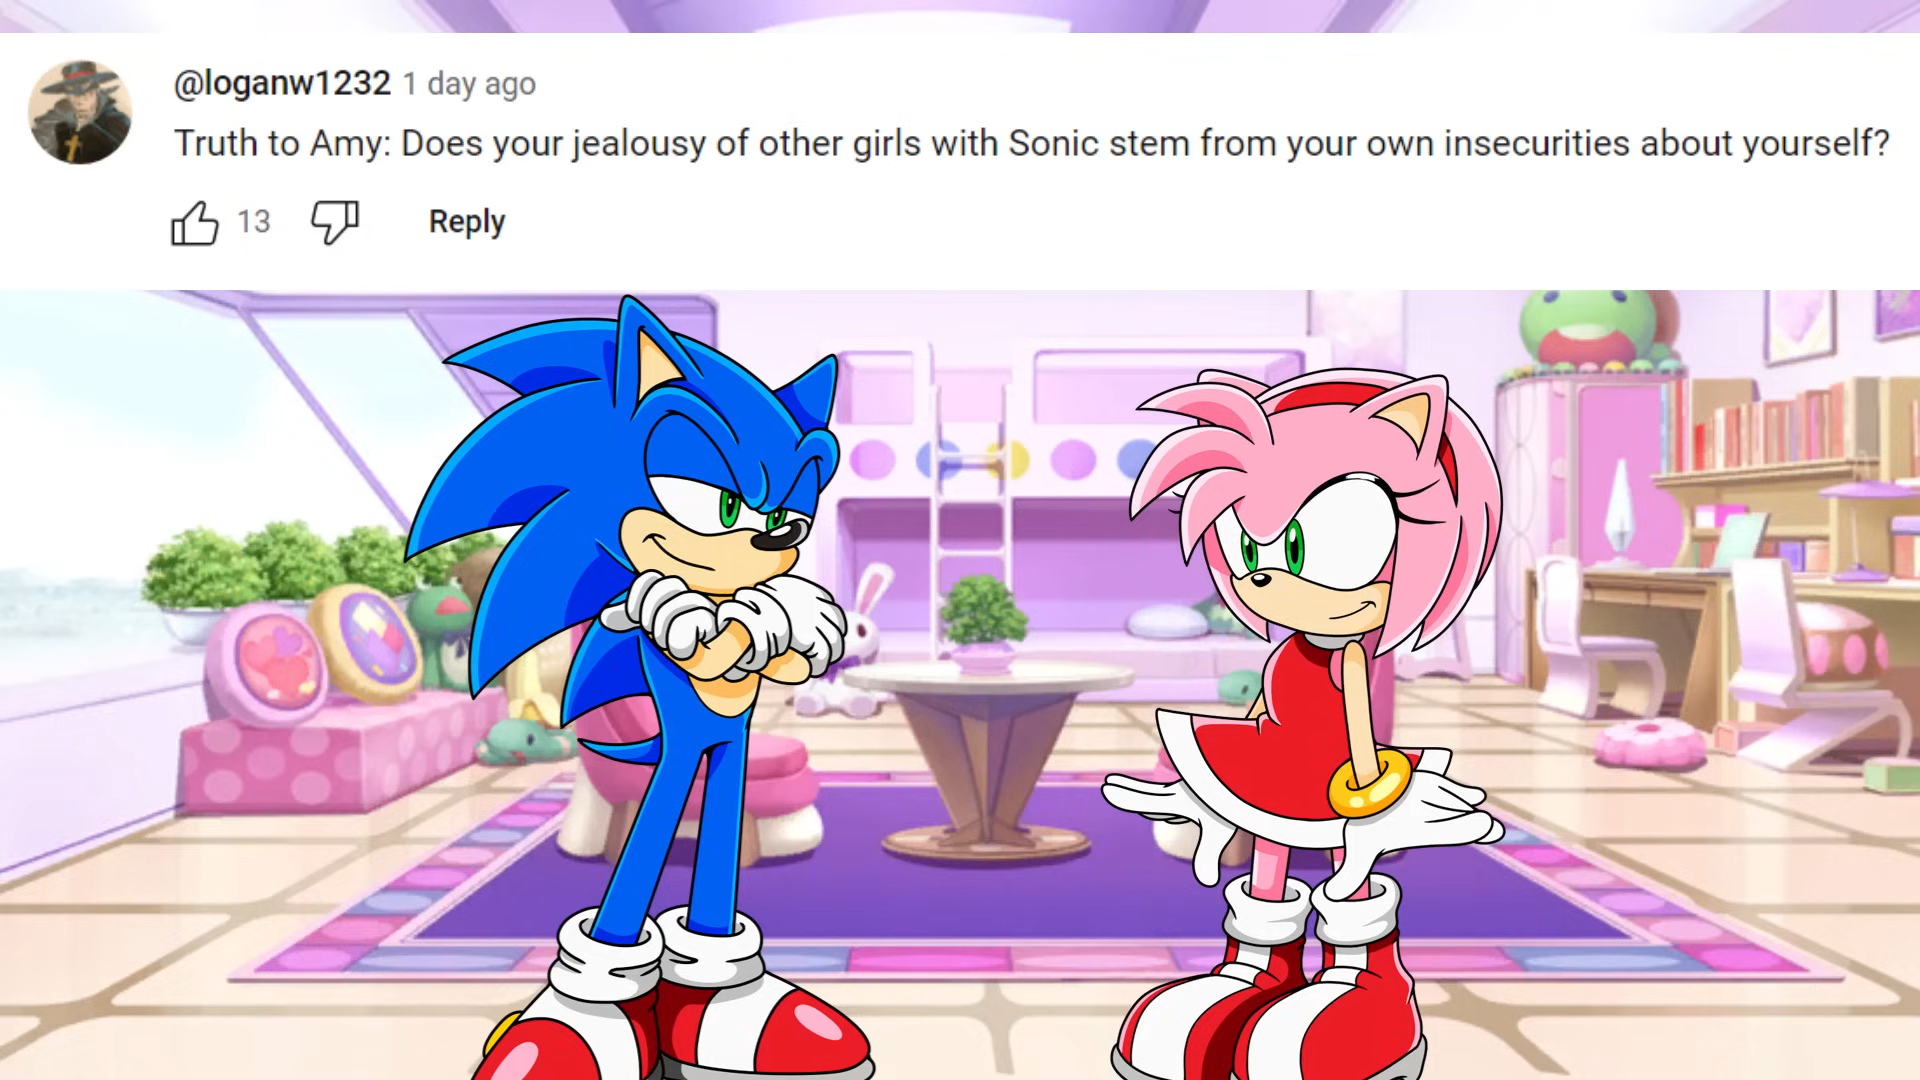 @loganw1232 1 day ago
Truth to Amy: Does your jealousy of other girls with Sonic stem from your own insecurities about yourself?
13 Reply